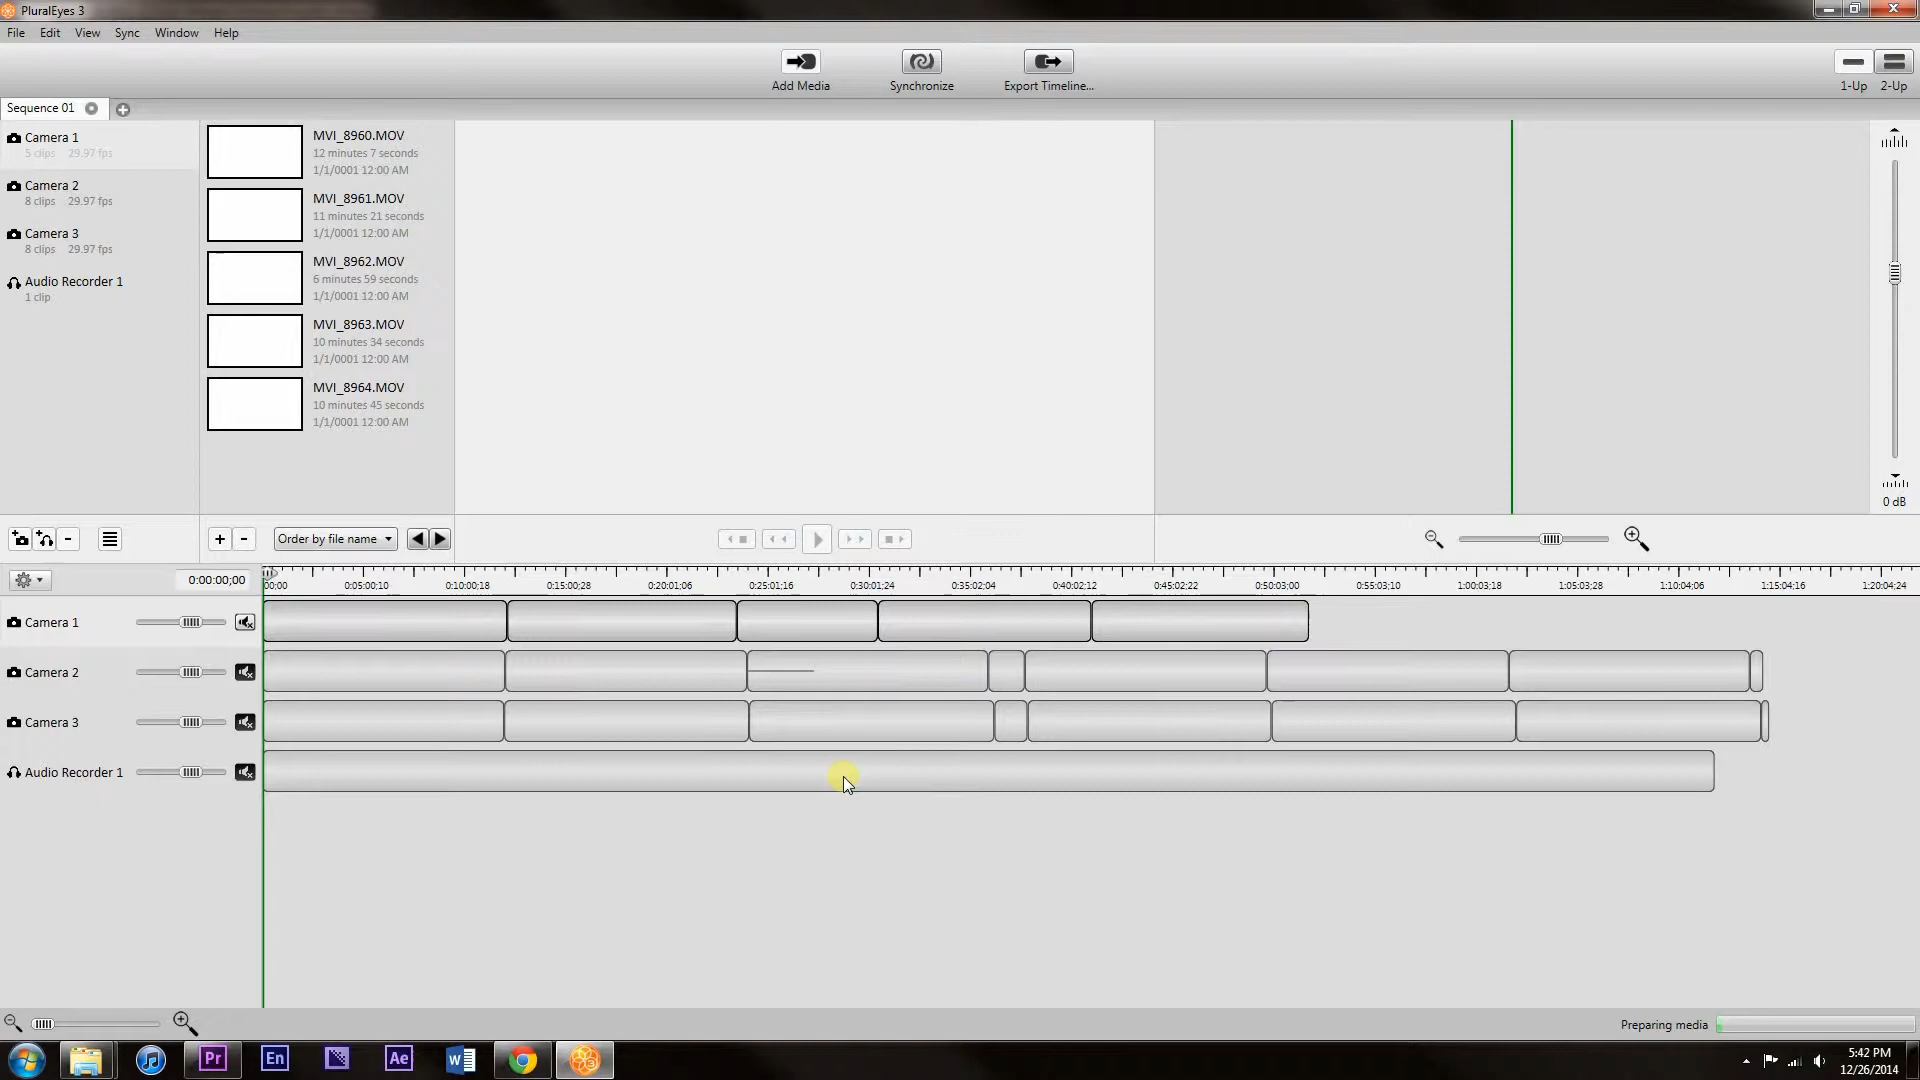 PluralEyes 3
File Edit View Sync Window Help
Add Media Synchronize Export Timeline... 1-Up 2-Up
Sequence 01
Camera 1
5 clips 29.97 fps
Camera 2
8 clips 29.97 fps
Camera 3
8 clips 29.97 fps
Audio Recorder 1
1 clip
MVI_8960.MOV
12 minutes 7 seconds
1/1/0001 12:00 AM
MVI_8961.MOV
11 minutes 21 seconds
1/1/0001 12:00 AM
MVI_8962.MOV
6 minutes 59 seconds
1/1/0001 12:00 AM
MVI_8963.MOV
10 minutes 34 seconds
1/1/0001 12:00 AM
MVI_8964.MOV
10 minutes 45 seconds
1/1/0001 12:00 AM
0 dB
Order by file name
0:00:00;00 00:00 0:05:00;10 0:10:00;18 0:15:00;28 0:20:01;06 0:25:01;16 0:30:01;24 0:35:02;04 0:40:02;12 0:45:02;22 0:50:03;00 0:55:03;10 1:00:03;18 1:05:03;28 1:10:04;06 1:15:04;16 1:20:04;24
Camera 1
Camera 2
Camera 3
Audio Recorder 1
Preparing media
Pr En Ae W 3
5:42 PM
12/26/2014